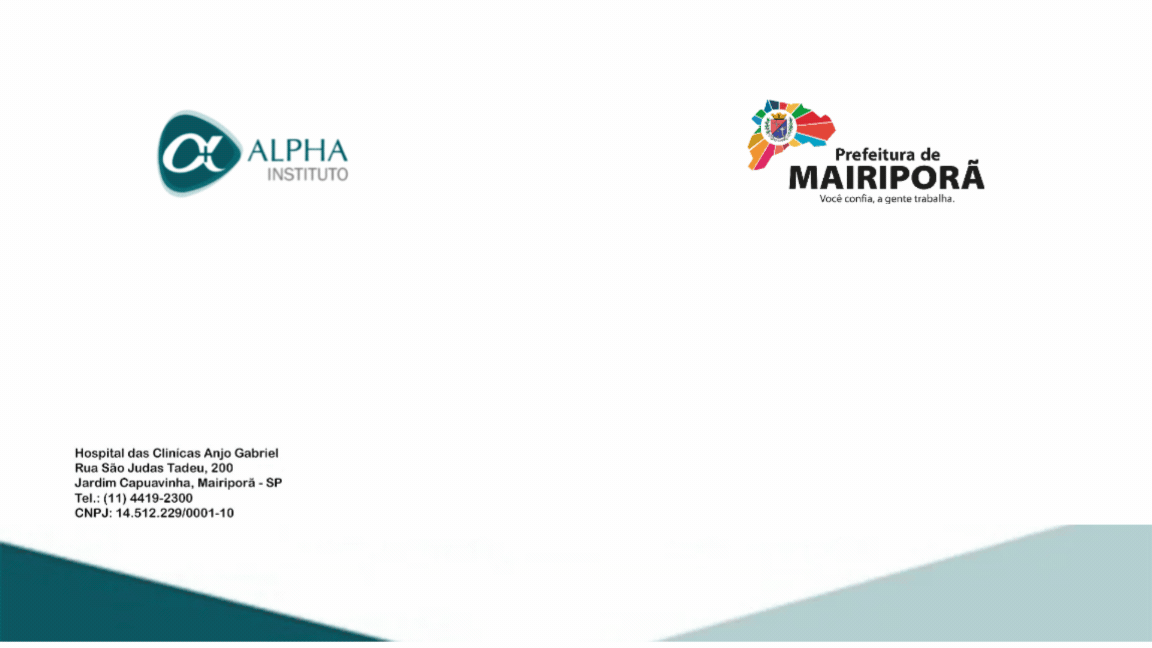 ALPHA
INSTITUTO
Prefeitura de
MAIRIPORÃ
Você confia, a gente trabalha.
Hospital das Clinicas Anjo Gabriel
Rua São Judas Tadeu, 200
Jardim Capuavinha, Mairiporã - SP
Tel.: (11) 4419-2300
CNPJ: 14.512.229/0001-10